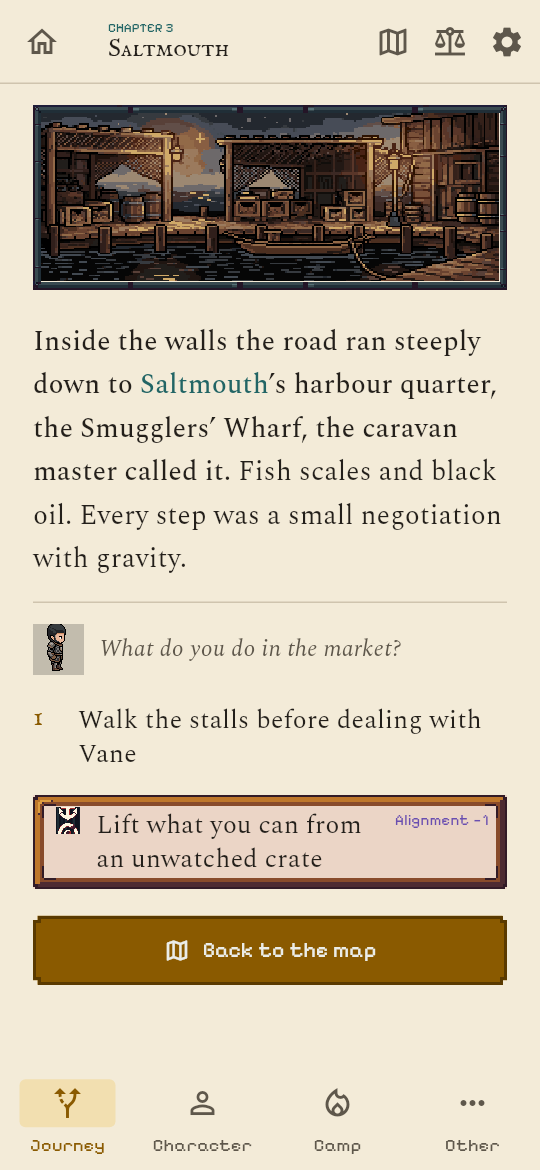 CHAPTER 3
Saltmouth
Inside the walls the road ran steeply
down to Saltmouth’s harbour quarter,
the Smugglers’ Wharf, the caravan
master called it. Fish scales and black
oil. Every step was a small negotiation
with gravity.
What do you do in the market?
1 Walk the stalls before dealing with
Vane
Lift what you can from Alignment -1
an unwatched crate
Back to the map
Journey Character Camp Other